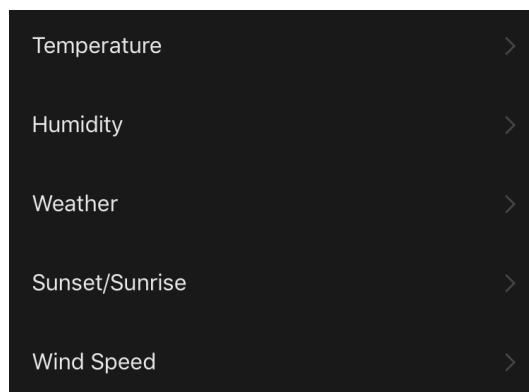 Temperature
Humidity
Weather
Sunset/Sunrise
Wind Speed